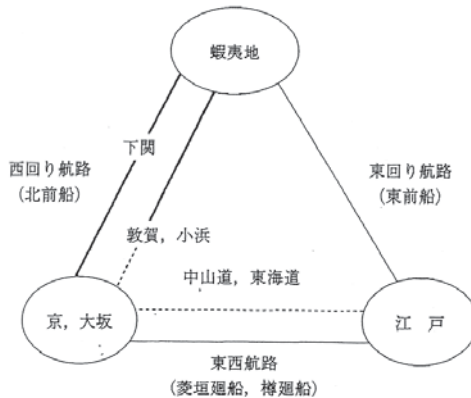 蝦夷地
下関
西回り航路
(北前船)
東回り航路
(東前船)
敦賀，小浜
中山道，東海道
京，大坂
江　戸
東西航路
(菱垣廻船，樽廻船)